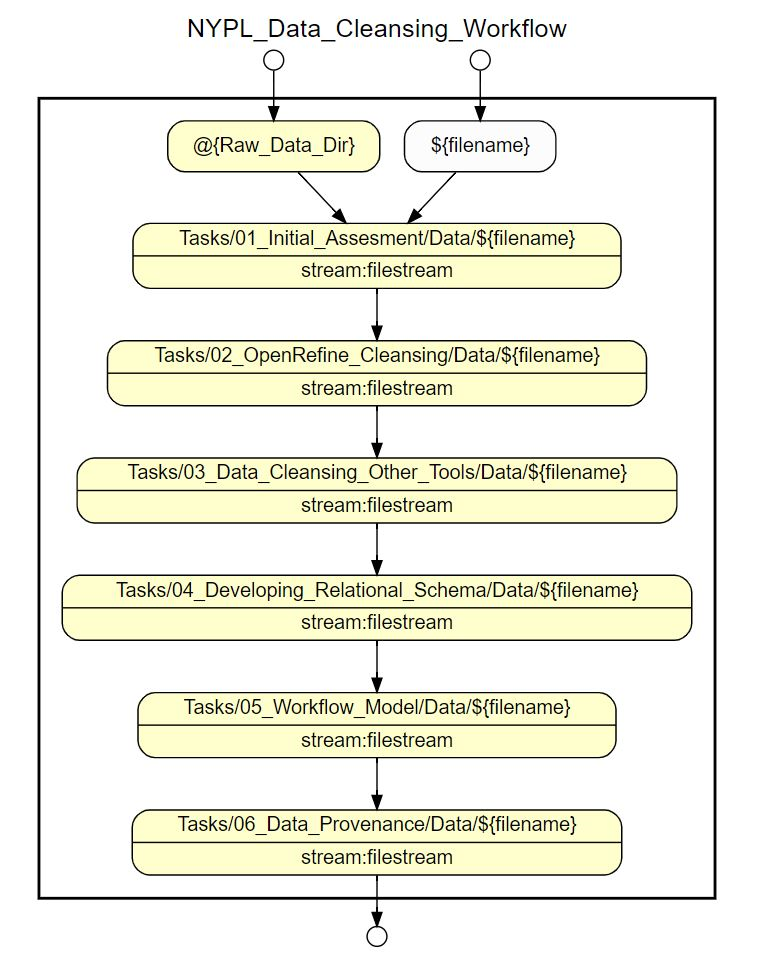 NYPL_Data_Cleansing_Workflow
@{Raw_Data_Dir}
${filename}
Tasks/01_Initial_Assesment/Data/${filename}
stream:filestream
Tasks/02_OpenRefine_Cleansing/Data/${filename}
stream:filestream
Tasks/03_Data_Cleansing_Other_Tools/Data/${filename}
stream:filestream
Tasks/04_Developing_Relational_Schema/Data/${filename}
stream:filestream
Tasks/05_Workflow_Model/Data/${filename}
stream:filestream
Tasks/06_Data_Provenance/Data/${filename}
stream:filestream